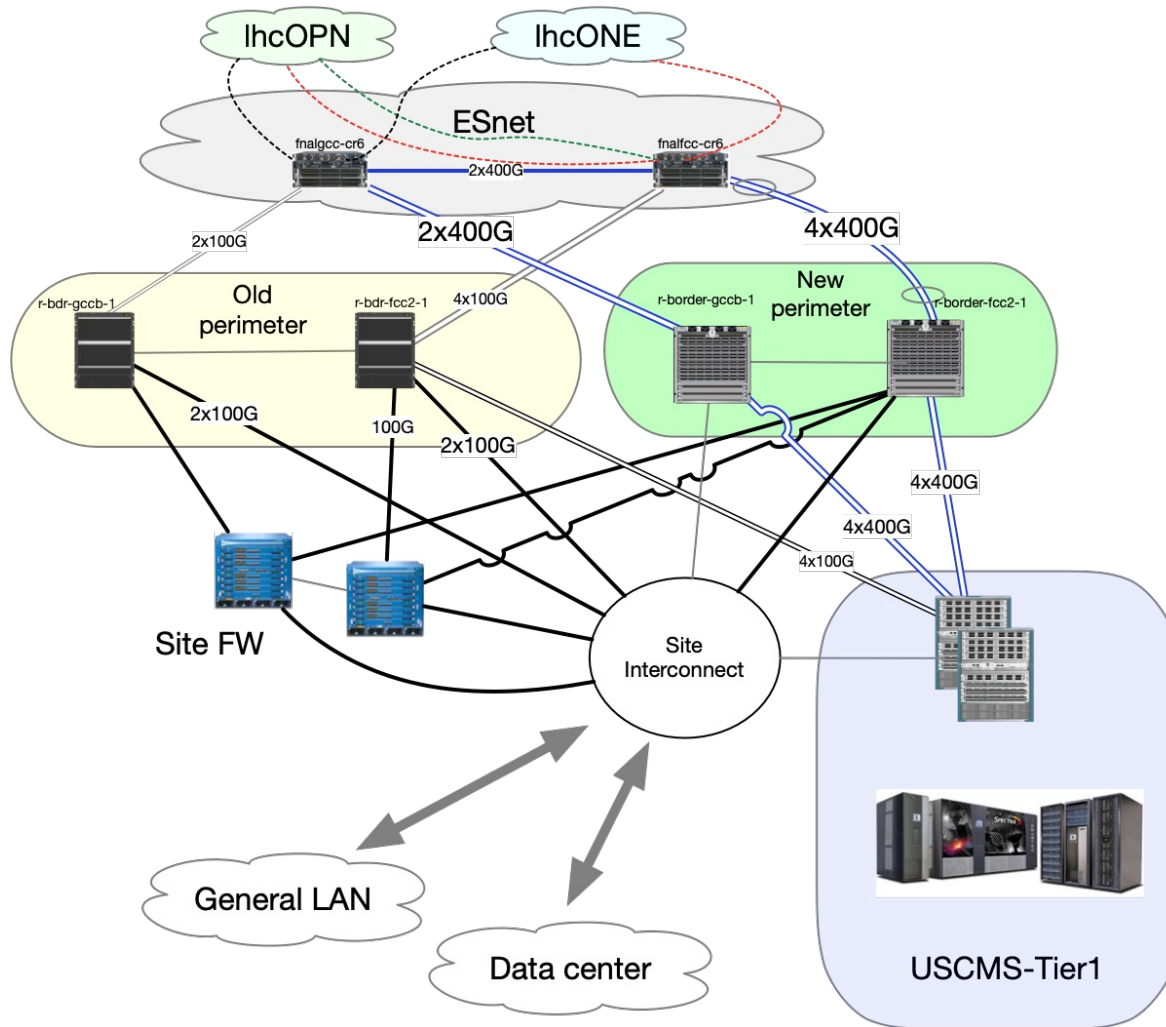 lhcOPN
lhcONE
ESnet
fnalgcc-cr6
fnalfcc-cr6
2x400G
2x100G
2x400G
4x400G
r-bdr-gccb-1
Old
perimeter
r-bdr-fcc2-1
4x100G
r-border-gccb-1
New
perimeter
r-border-fcc2-1
2x100G
100G
2x100G
4x400G
4x400G
4x100G
Site FW
Site
Interconnect
SPECTRA
General LAN
Data center
USCMS-Tier1